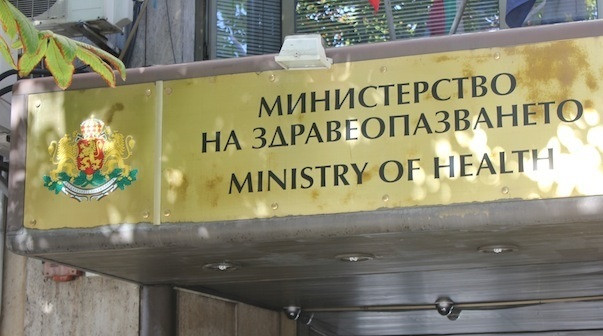 МИНИСТЕРСТВО
НА ЗДРАВЕОПАЗВАНЕТО
MINISTRY OF HEALTH